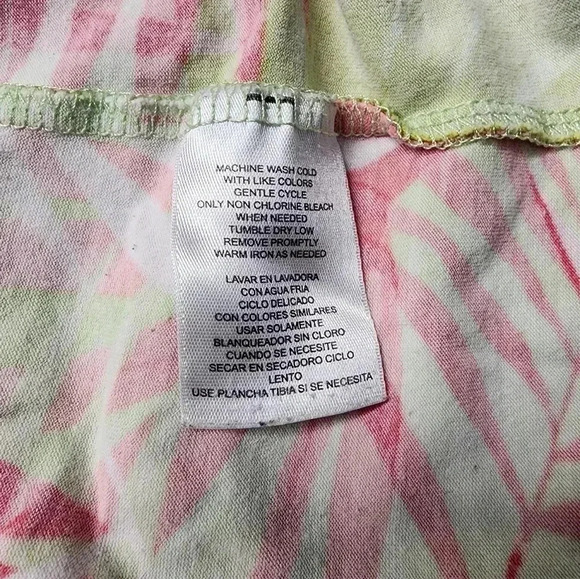 MACHINE WASH COLD
WITH LIKE COLORS
GENTLE CYCLE
ONLY NON CHLORINE BLEACH
WHEN NEEDED
TUMBLE DRY LOW
REMOVE PROMPTLY
WARM IRON AS NEEDED
LAVAR EN LAVADORA
CON AGUA FRIA
CICLO DELICADO
CON COLORES SIMILARES
USAR SOLAMENTE
BLANQUEADOR SIN CLORO
CUANDO SE NECESITE
SECAR EN SECADORO CICLO
LENTO
USE PLANCHA TIBIA SI SE NECESITA